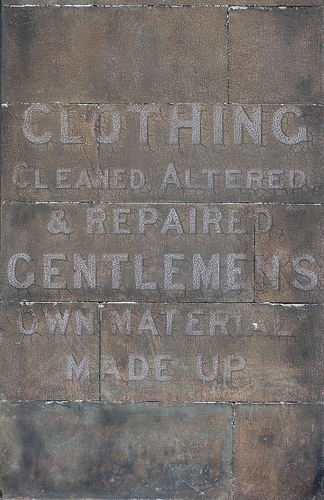 CLOTHING
CLEANED, ALTERED,
& REPAIRED
GENTLEMENS
OWN MATERIAL
MADE UP